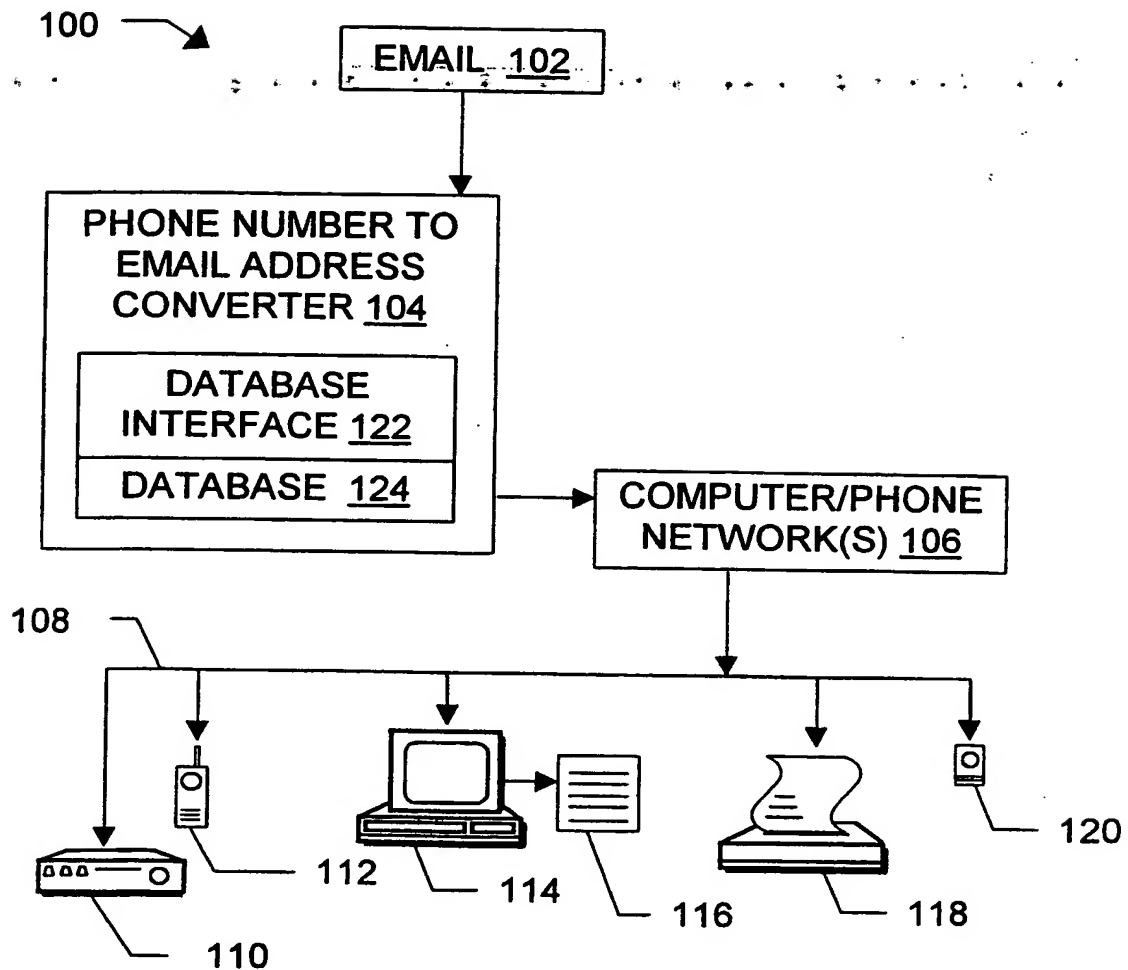 100
EMAIL 102
PHONE NUMBER TO
EMAIL ADDRESS
CONVERTER 104
DATABASE
INTERFACE 122
DATABASE 124
COMPUTER/PHONE
NETWORK(S) 106
108
110
112
114
116
118
120